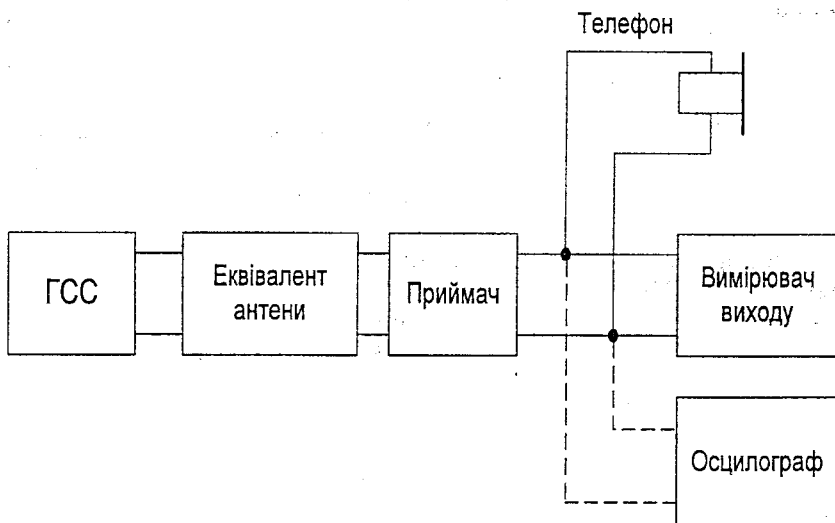 Телефон
ГСС
Еквівалент
антени
Приймач
Вимірювач
виходу
Осцилограф